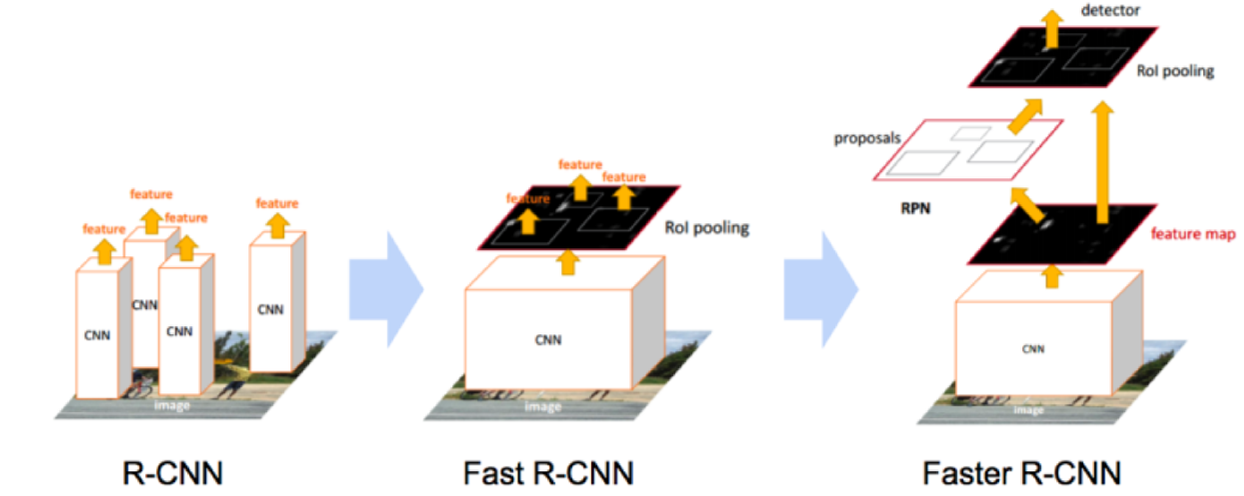 feature
feature
feature
feature
CNN
CNN
CNN
CNN
image
R-CNN
feature
feature
feature
RoI pooling
CNN
image
Fast R-CNN
detector
RoI pooling
proposals
RPN
feature map
CNN
image
Faster R-CNN